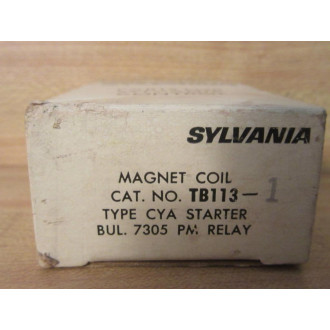 SYLVANIA
MAGNET COIL
CAT. NO. TB113-1
TYPE CYA STARTER
BUL. 7305 PM RELAY